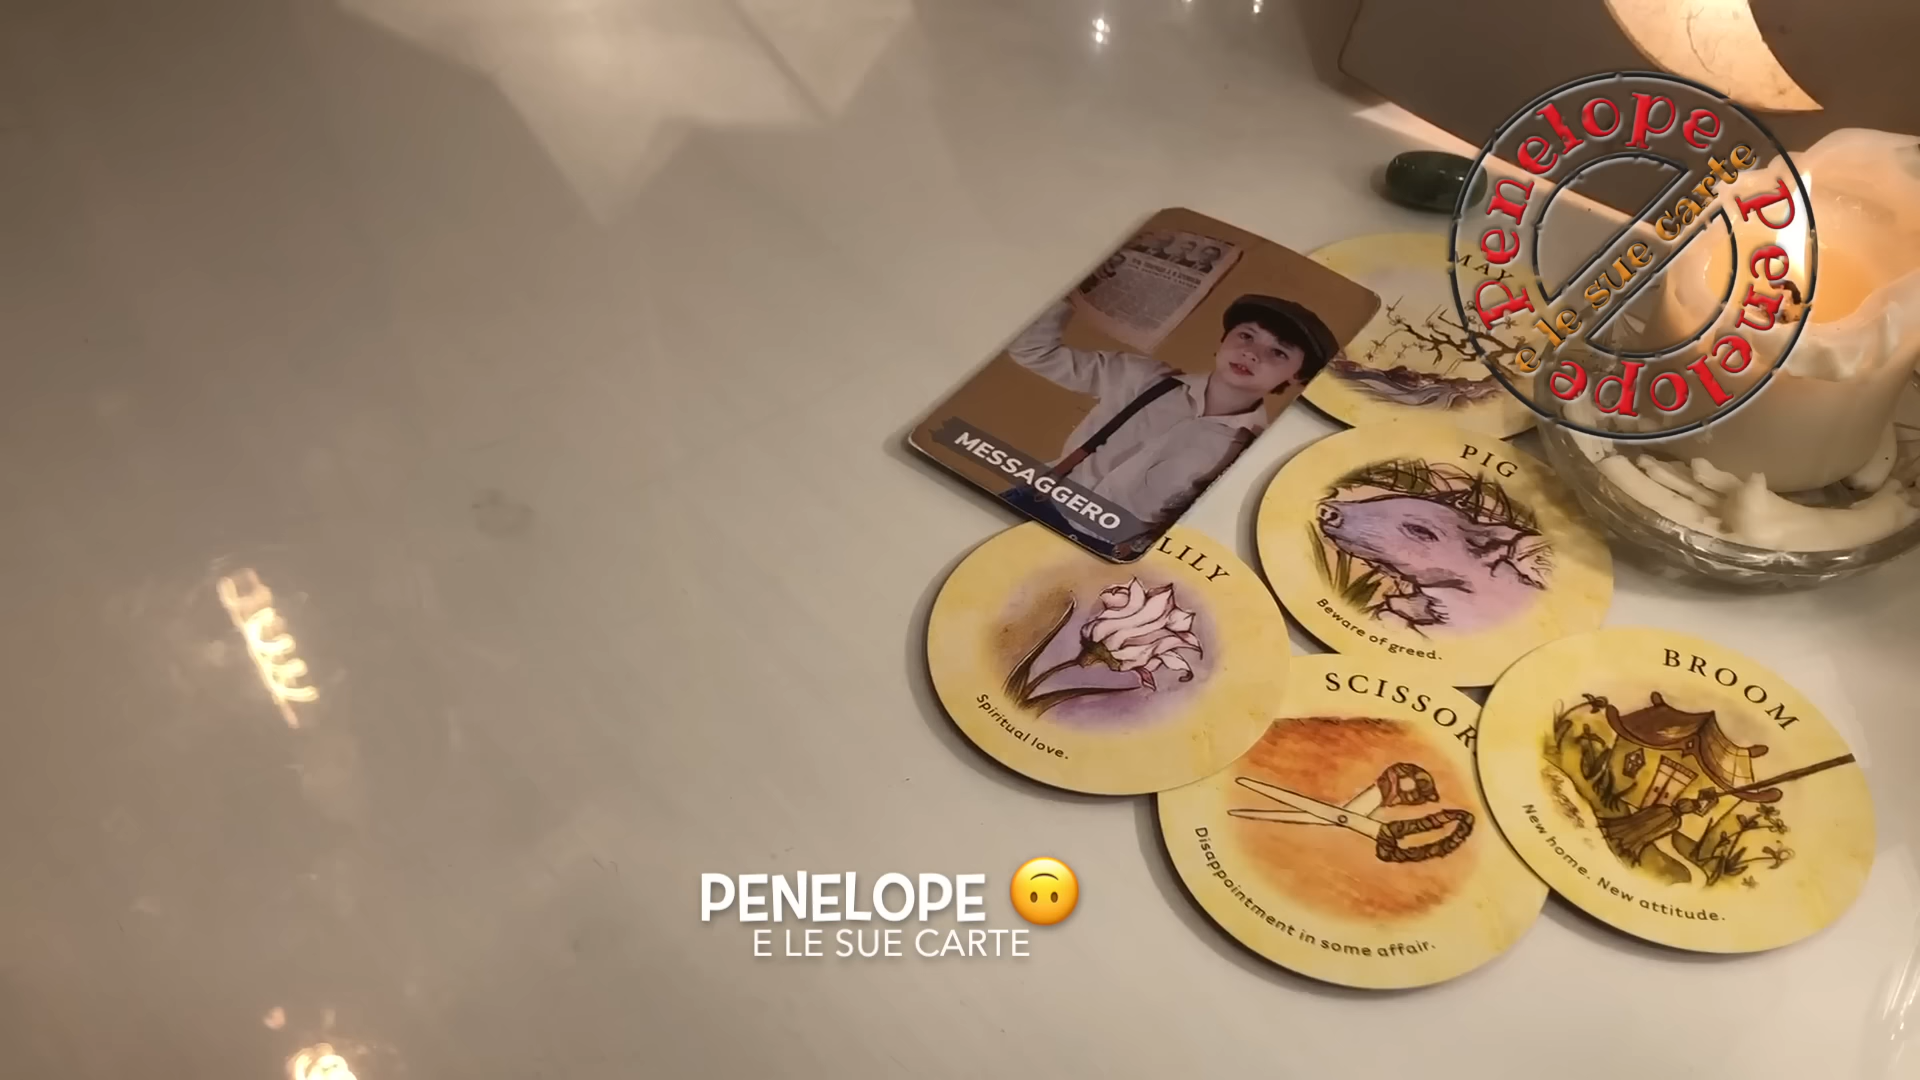 Penelope
e le sue carte
Penelope
MAY
MESSAGGERO
PIG
Beware of greed.
LILY
Spiritual love.
BROOM
New home. New attitude.
SCISSOR
Disappointment in some affair.
PENELOPE 🙃
E LE SUE CARTE